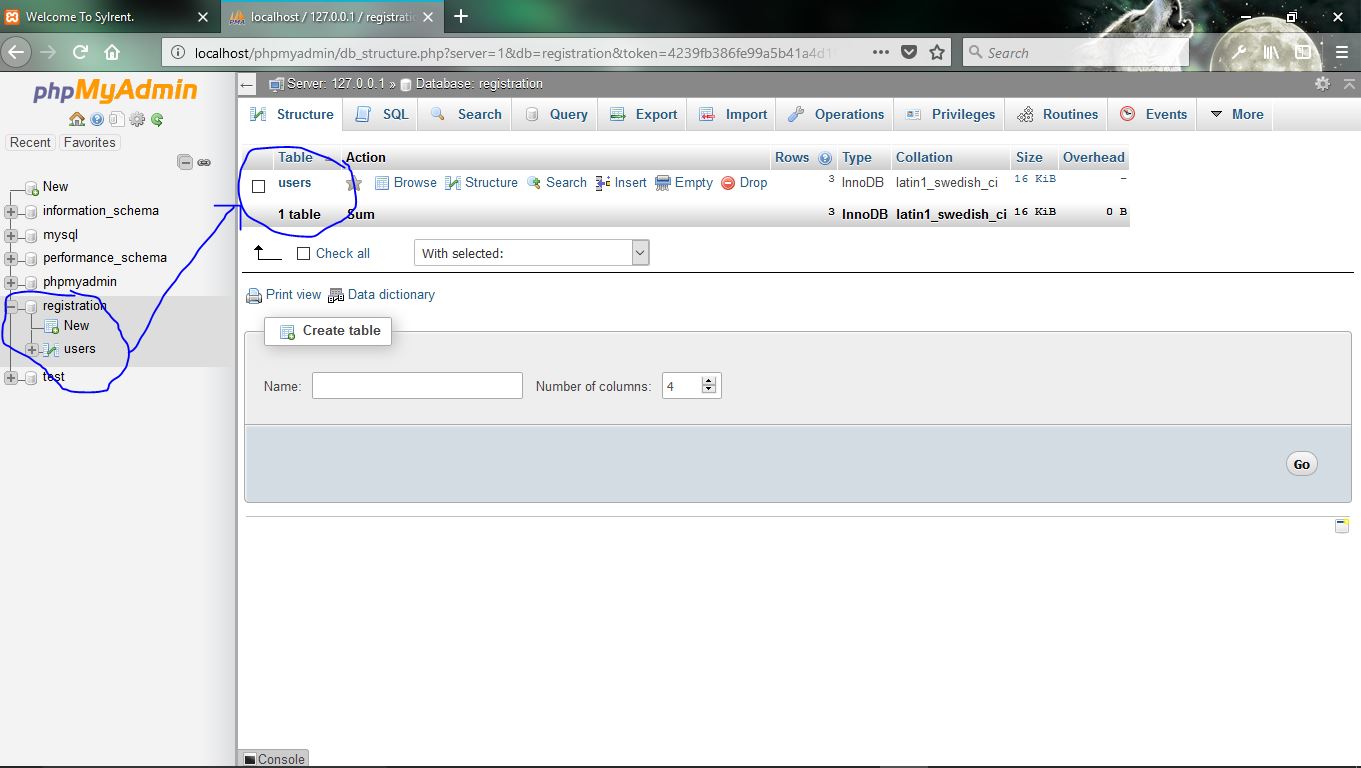 Welcome To Sylrent.
localhost / 127.0.0.1 / registratio
localhost/phpmyadmin/db_structure.php?server=1&db=registration&token=4239fb386fe99a5b41a4d1
Search
phpMyAdmin
Recent Favorites
New
information_schema
mysql
performance_schema
phpmyadmin
registration
New
users
test
Server: 127.0.0.1 » Database: registration
Structure SQL Search Query Export Import Operations Privileges Routines Events More
Table Action Rows Type Collation Size Overhead
users Browse Structure Search Insert Empty Drop 3 InnoDB latin1_swedish_ci 16 KiB -
1 table Sum 3 InnoDB latin1_swedish_ci 16 KiB 0 B
Check all With selected:
Print view Data dictionary
Create table
Name: Number of columns: 4
Go
Console